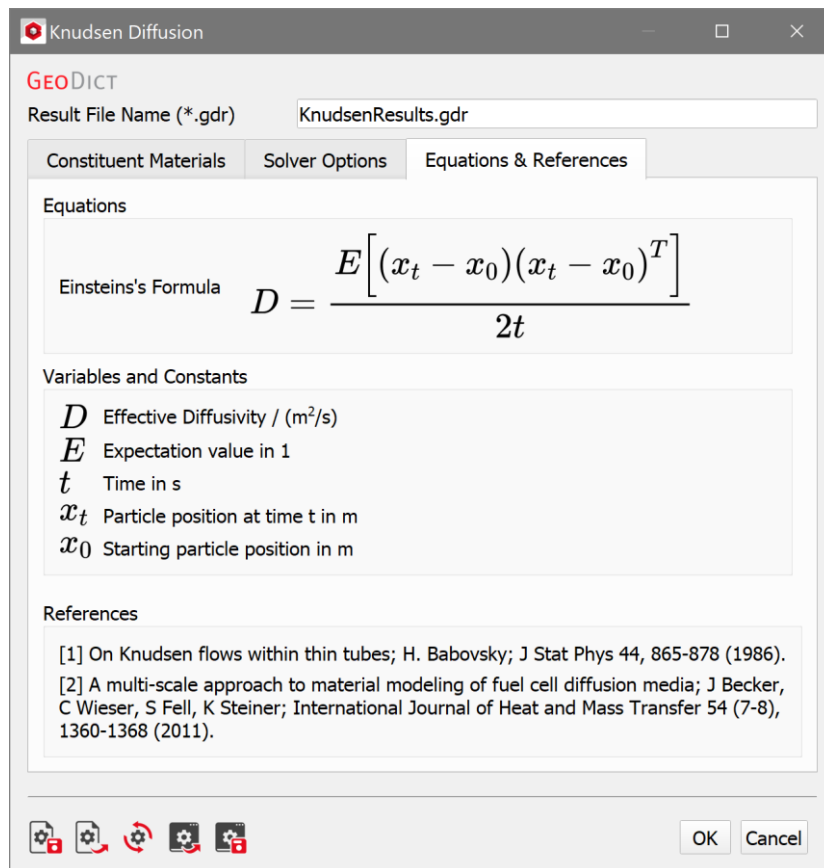 Knudsen Diffusion
GEODICT
Result File Name (*.gdr) KnudsenResults.gdr
Constituent Materials Solver Options Equations & References
Equations
Einsteins's Formula D = E[(x_t − x_0)(x_t − x_0)^T] / 2t
Variables and Constants
D Effective Diffusivity / (m²/s)
E Expectation value in 1
t Time in s
x_t Particle position at time t in m
x_0 Starting particle position in m
References
[1] On Knudsen flows within thin tubes; H. Babovsky; J Stat Phys 44, 865-878 (1986).
[2] A multi-scale approach to material modeling of fuel cell diffusion media; J Becker,
C Wieser, S Fell, K Steiner; International Journal of Heat and Mass Transfer 54 (7-8),
1360-1368 (2011).
OK Cancel